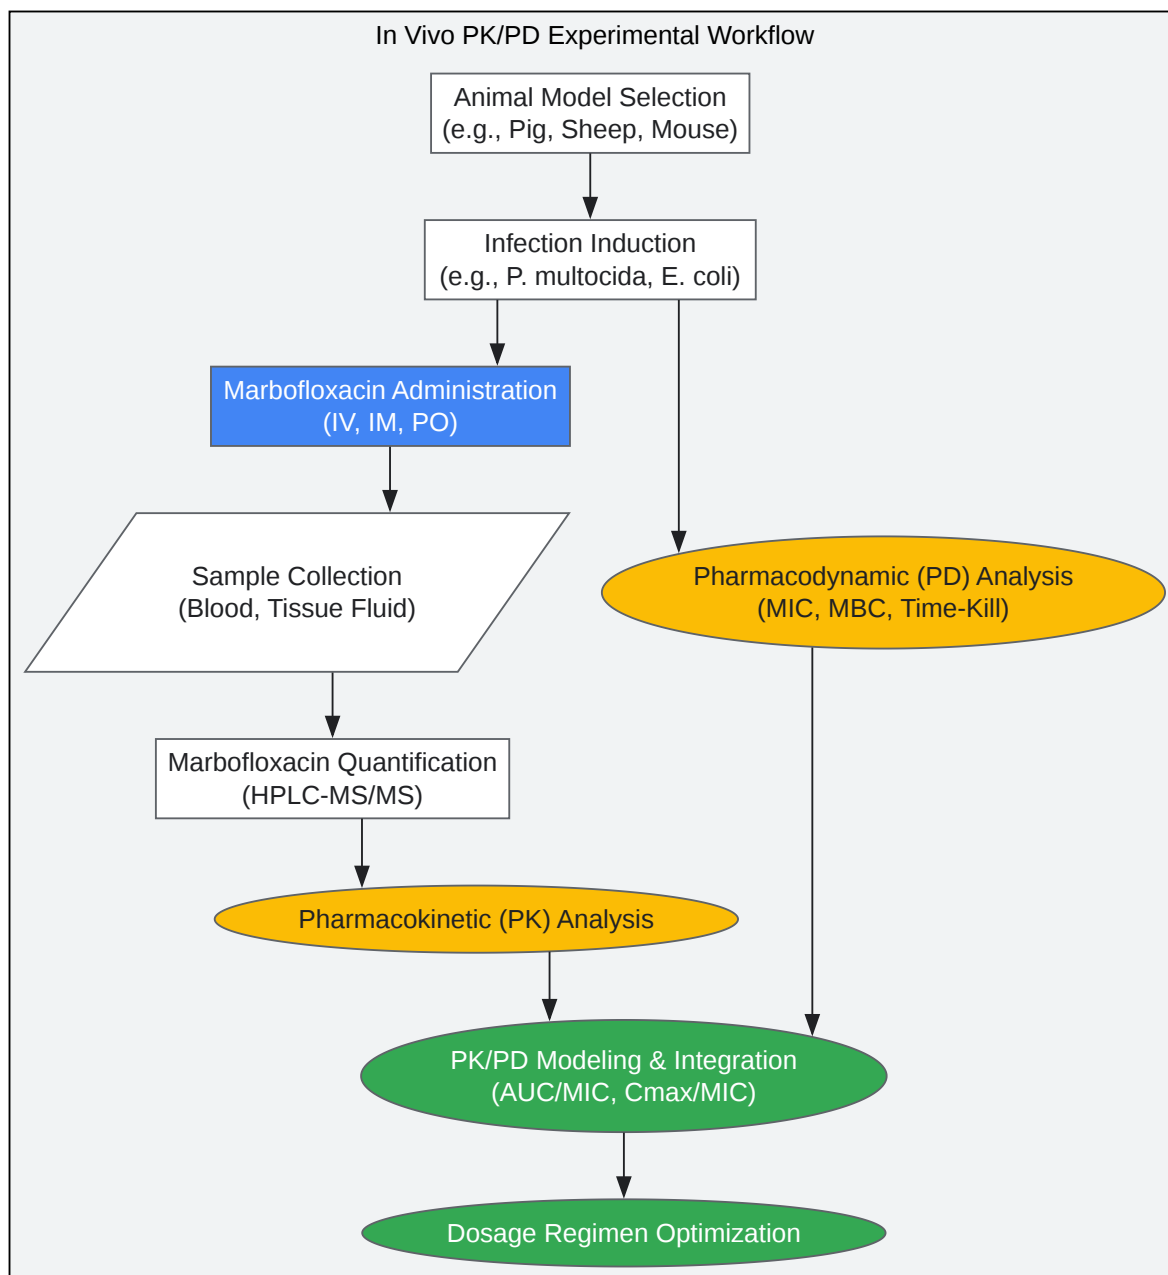 In Vivo PK/PD Experimental Workflow
Animal Model Selection
(e.g., Pig, Sheep, Mouse)
Infection Induction
(e.g., P. multocida, E. coli)
Marbofloxacin Administration
(IV, IM, PO)
Sample Collection
(Blood, Tissue Fluid)
Pharmacodynamic (PD) Analysis
(MIC, MBC, Time-Kill)
Marbofloxacin Quantification
(HPLC-MS/MS)
Pharmacokinetic (PK) Analysis
PK/PD Modeling & Integration
(AUC/MIC, Cmax/MIC)
Dosage Regimen Optimization